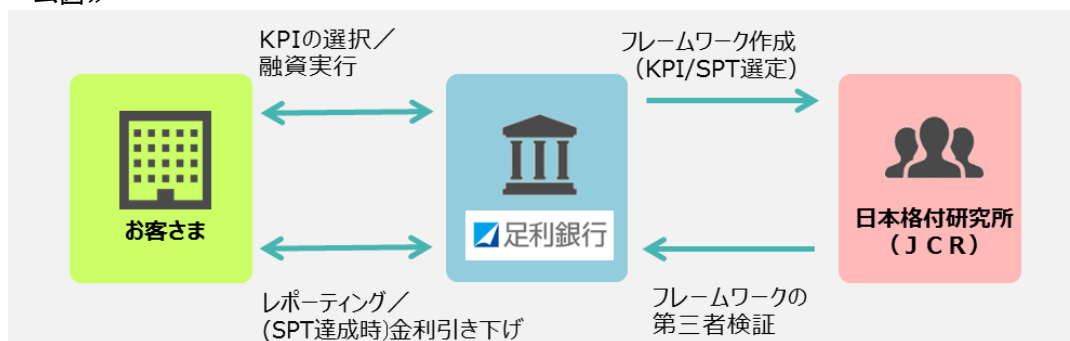 KPIの選択／
融資実行
フレームワーク作成
（KPI/SPT選定）
お客さま
足利銀行
日本格付研究所
（ＪＣＲ）
レポーティング／
(SPT達成時)金利引き下げ
フレームワークの
第三者検証